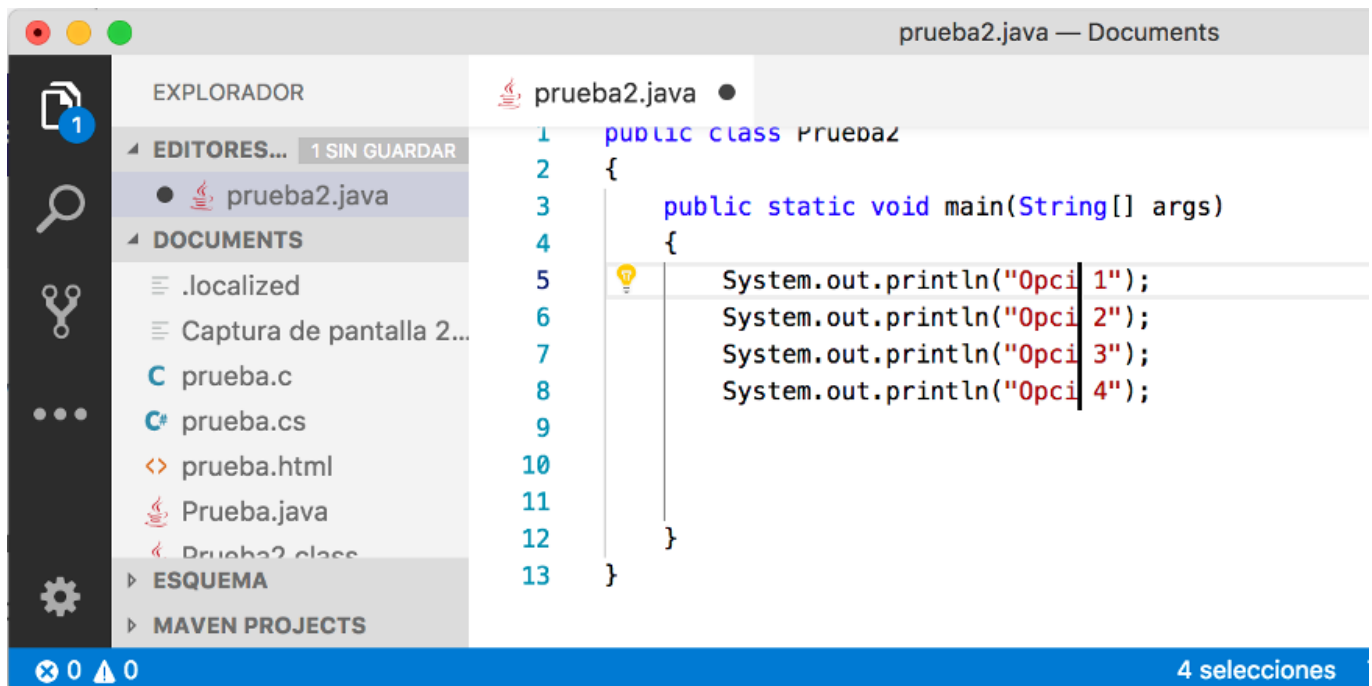 prueba2.java — Documents
EXPLORADOR
1
EDITORES... 1 SIN GUARDAR
prueba2.java
DOCUMENTS
.localized
Captura de pantalla 2...
C prueba.c
C# prueba.cs
<> prueba.html
Prueba.java
Prueba2.class
ESQUEMA
MAVEN PROJECTS
prueba2.java
1 public class Prueba2
2 {
3 public static void main(String[] args)
4 {
5 System.out.println("Opci 1");
6 System.out.println("Opci 2");
7 System.out.println("Opci 3");
8 System.out.println("Opci 4");
9
10
11
12 }
13 }
0 0
4 selecciones